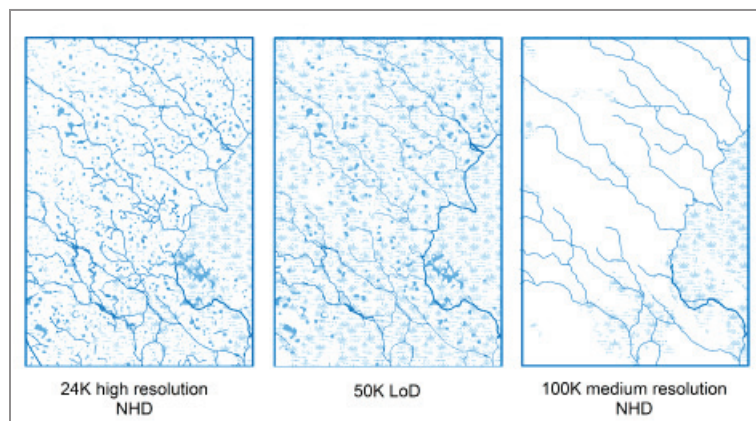 24K high resolution
NHD
50K LoD
100K medium resolution
NHD